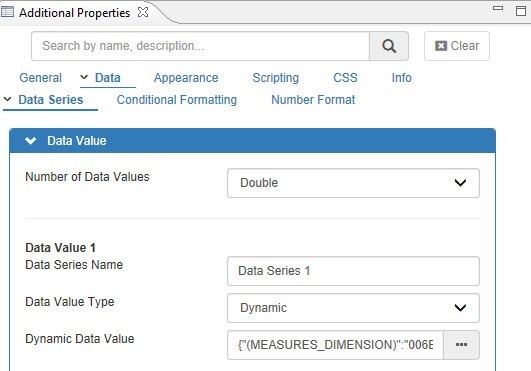 Additional Properties
Search by name, description...
Clear
General Data Appearance Scripting CSS Info
Data Series Conditional Formatting Number Format
Data Value
Number of Data Values Double
Data Value 1
Data Series Name Data Series 1
Data Value Type Dynamic
Dynamic Data Value {"(MEASURES_DIMENSION)":"006E ...